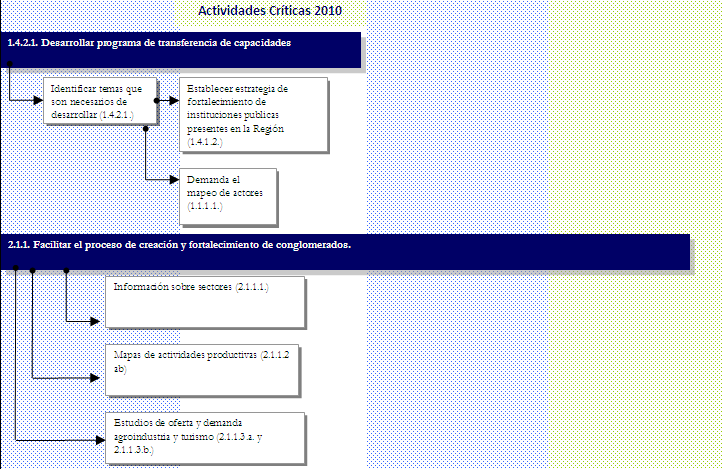 Actividades Críticas 2010
1.4.2.1. Desarrollar programa de transferencia de capacidades
Identificar temas que
son necesarios de
desarrollar (1.4.2.1.)
Establecer estrategia de
fortalecimiento de
instituciones publicas
presentes en la Región
(1.4.1.2.)
Demanda el
mapeo de actores
(1.1.1.1.)
2.1.1. Facilitar el proceso de creación y fortalecimiento de conglomerados.
Información sobre sectores (2.1.1.1.)
Mapas de actividades productivas (2.1.1.2
ab)
Estudios de oferta y demanda
agroindustria y turismo (2.1.1.3.a. y
2.1.1.3.b.)